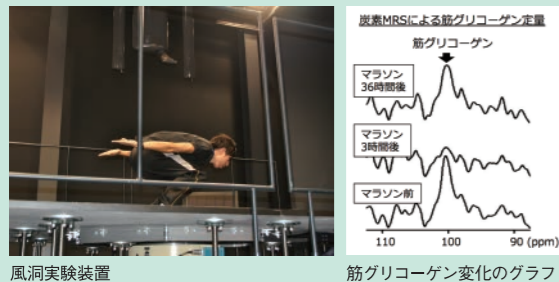 炭素MRSによる筋グリコーゲン定量
筋グリコーゲン
マラソン
36時間後
マラソン
3時間後
マラソン前
110 100 90 (ppm)
風洞実験装置
筋グリコーゲン変化のグラフ